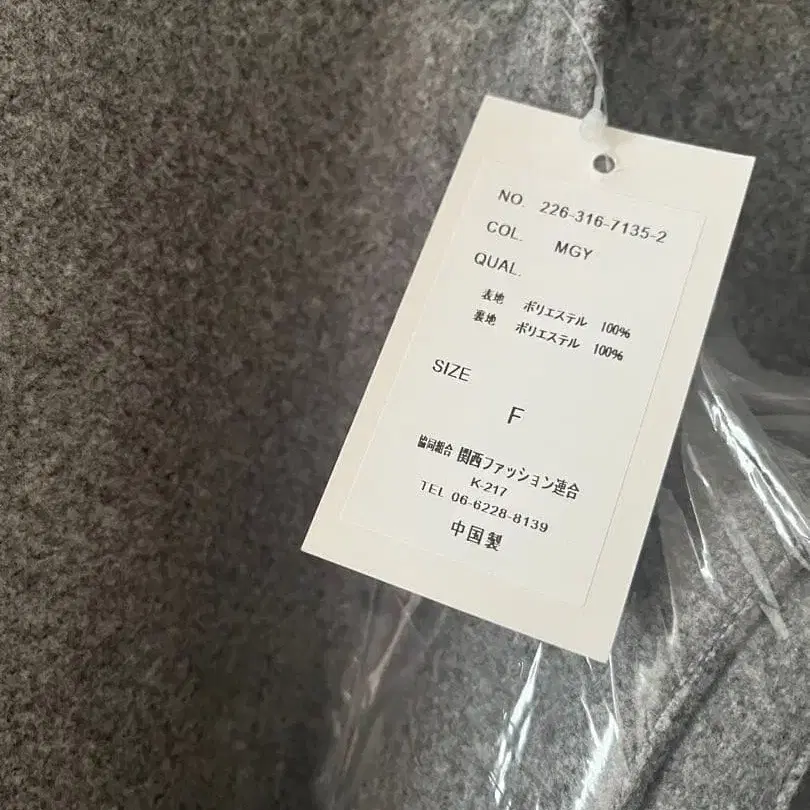 NO. 226-316-7135-2
COL. MGY
QUAL.
表地 ポリエステル 100%
裏地 ポリエステル 100%
SIZE
F
協同組合 関西ファッション連合
K-217
TEL 06-6228-8139
中国製